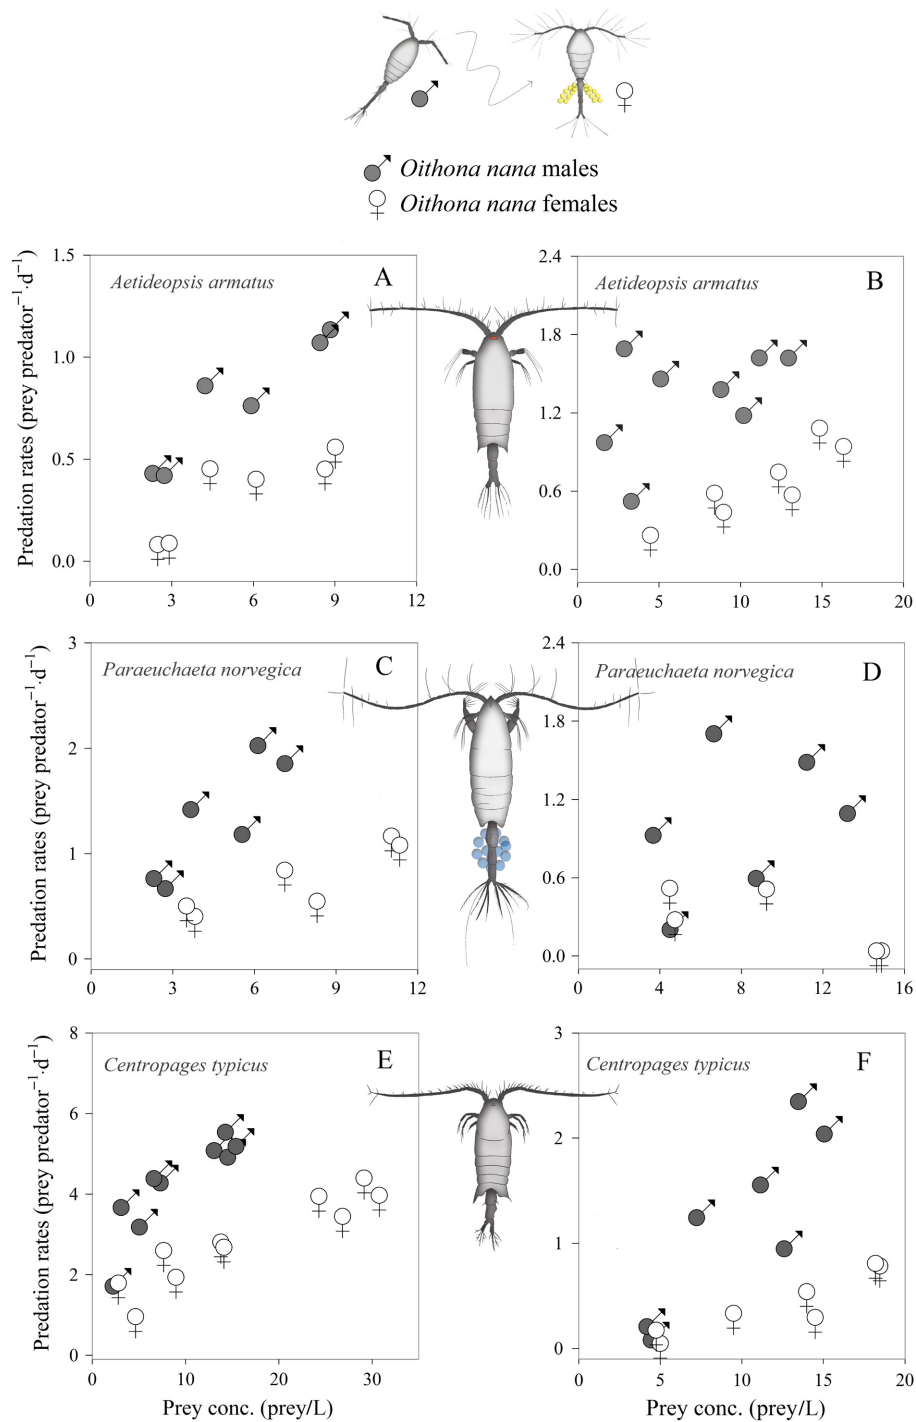 ♂
♀
♂ Oithona nana males
♀ Oithona nana females
Predation rates (prey predator⁻¹·d⁻¹)
1.5
1.0
0.5
0.0
Aetideopsis armatus
A
0 3 6 9 12
2.4
1.8
1.2
0.6
0.0
Aetideopsis armatus
B
0 5 10 15 20
Predation rates (prey predator⁻¹·d⁻¹)
3
2
1
0
Paraeuchaeta norvegica
C
0 3 6 9 12
2.4
1.8
1.2
0.6
0.0
Paraeuchaeta norvegica
D
0 4 8 12 16
Predation rates (prey predator⁻¹·d⁻¹)
8
6
4
2
0
Centropages typicus
E
0 10 20 30
Prey conc. (prey/L)
3
2
1
0
Centropages typicus
F
0 5 10 15 20
Prey conc. (prey/L)